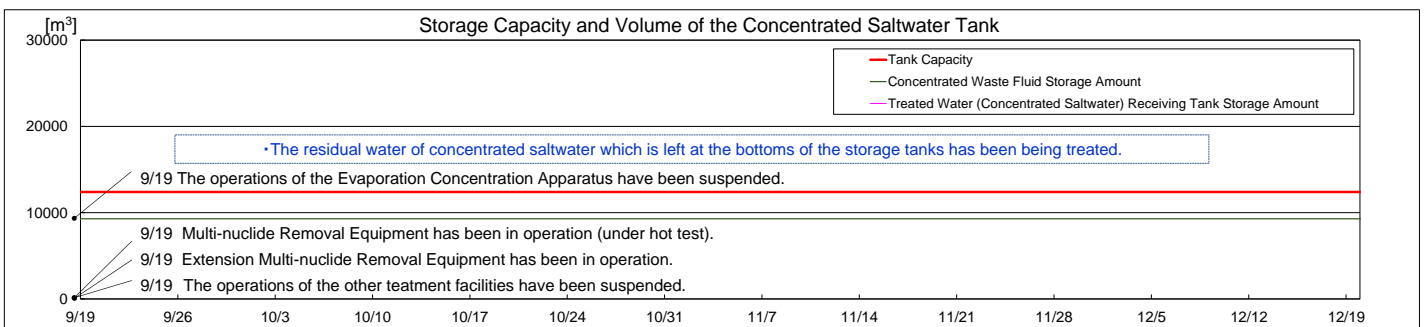 Storage Capacity and Volume of the Concentrated Saltwater Tank
[m³]
30000
20000
10000
0
Tank Capacity
Concentrated Waste Fluid Storage Amount
Treated Water (Concentrated Saltwater) Receiving Tank Storage Amount
・The residual water of concentrated saltwater which is left at the bottoms of the storage tanks has been being treated.
9/19 The operations of the Evaporation Concentration Apparatus have been suspended.
9/19 Multi-nuclide Removal Equipment has been in operation (under hot test).
9/19 Extension Multi-nuclide Removal Equipment has been in operation.
9/19 The operations of the other teatment facilities have been suspended.
9/19 9/26 10/3 10/10 10/17 10/24 10/31 11/7 11/14 11/21 11/28 12/5 12/12 12/19